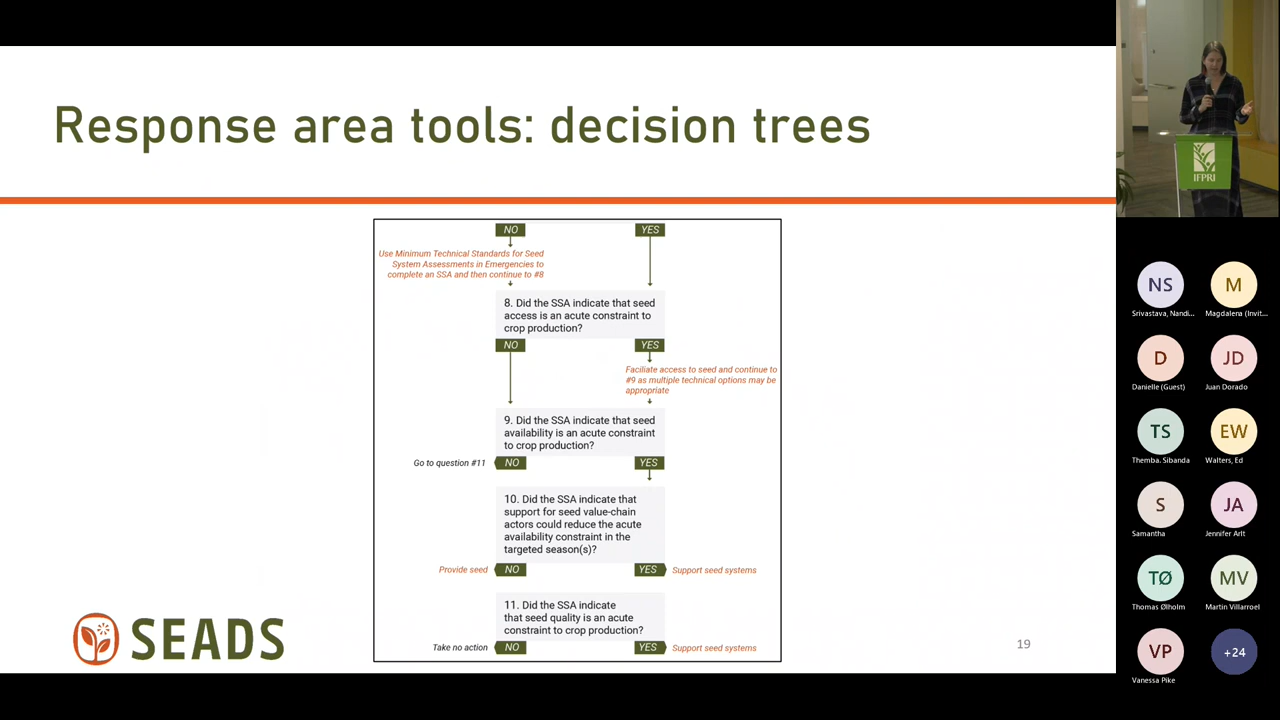 Response area tools: decision trees
NO
YES
Use Minimum Technical Standards for Seed
System Assessments in Emergencies to
complete an SSA and then continue to #8
8. Did the SSA indicate that seed
access is an acute constraint to
crop production?
NO
YES
Faciliate access to seed and continue to
#9 as multiple technical options may be
appropriate
9. Did the SSA indicate that seed
availability is an acute constraint
to crop production?
Go to question #11
NO
YES
10. Did the SSA indicate that
support for seed value-chain
actors could reduce the acute
availability constraint in the
targeted season(s)?
Provide seed
NO
YES
Support seed systems
11. Did the SSA indicate
that seed quality is an acute
constraint to crop production?
Take no action
NO
YES
Support seed systems
SEADS
19
IFPRI
NS
Srivastava, Nandi...
M
Magdalena (Invit...
D
Danielle (Guest)
JD
Juan Dorado
TS
Themba. Sibanda
EW
Walters, Ed
S
Samantha
JA
Jennifer Arlt
TØ
Thomas Ølholm
MV
Martin Villarroel
VP
Vanessa Pike
+24